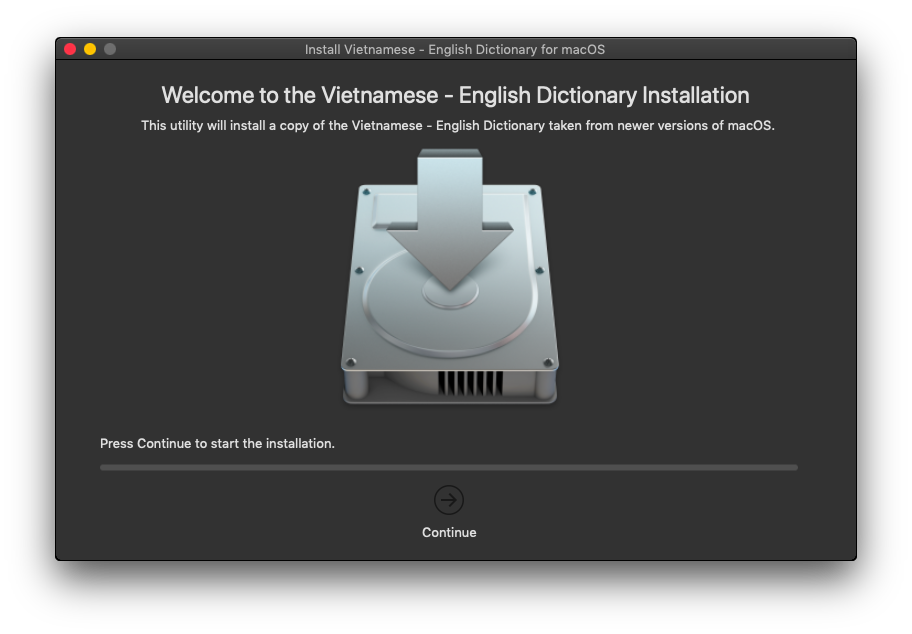 Install Vietnamese - English Dictionary for macOS
Welcome to the Vietnamese - English Dictionary Installation
This utility will install a copy of the Vietnamese - English Dictionary taken from newer versions of macOS.
Press Continue to start the installation.
Continue